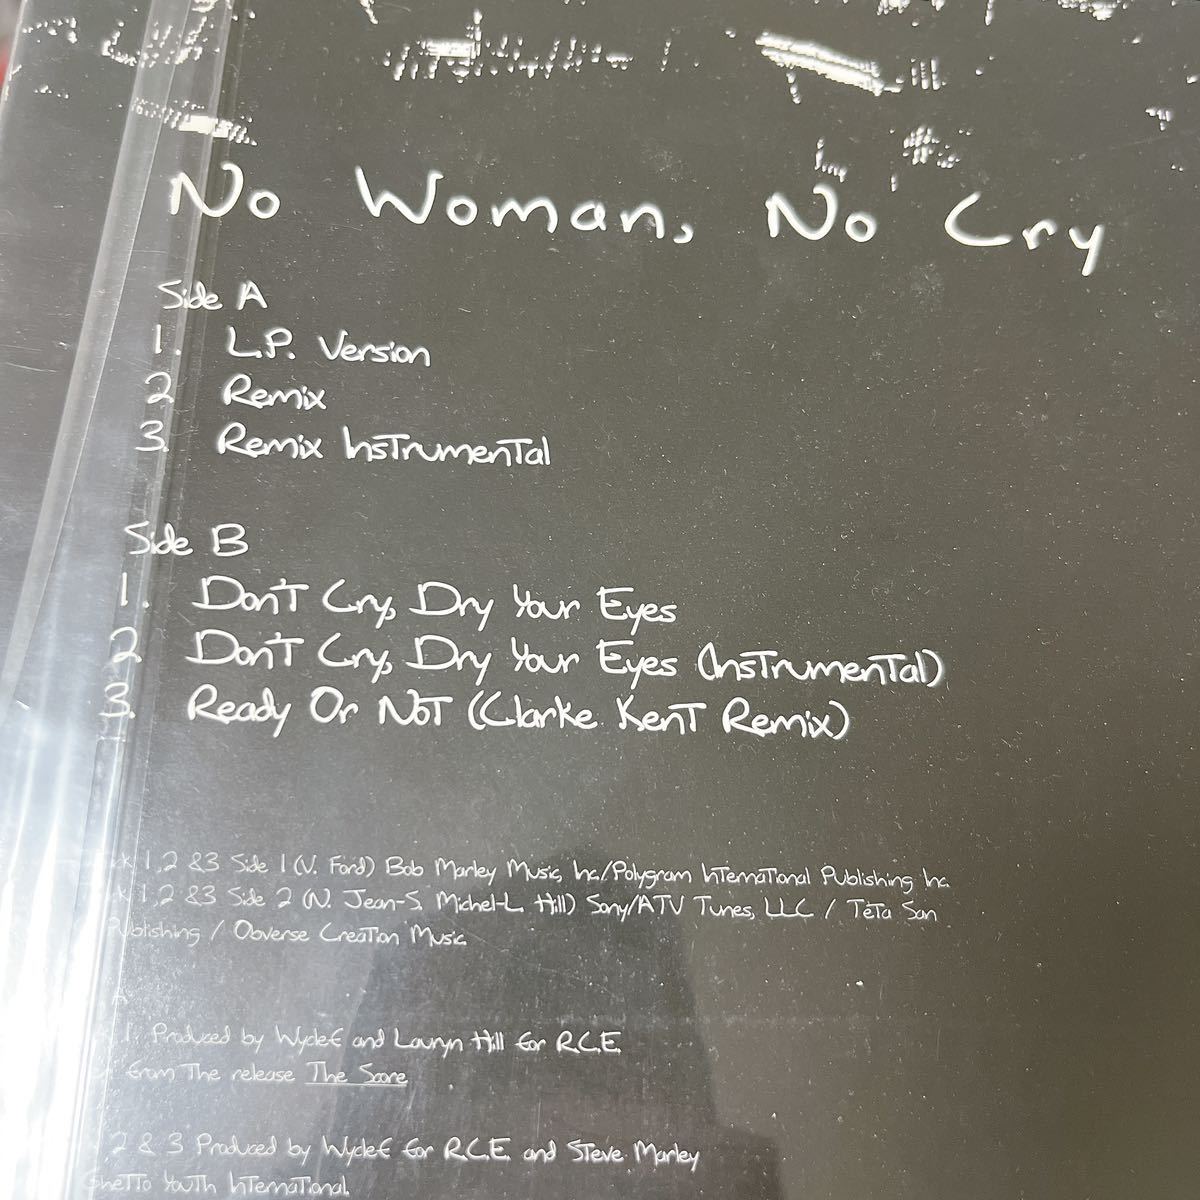 No Woman, No Cry
Side A
1. L.P. Version
2 Remix
3. Remix Instrumental
Side B
1. Don't Cry, Dry Your Eyes
2 Don't Cry, Dry Your Eyes (Instrumental)
3. Ready Or Not (Clarke Kent Remix)
1,2 &3 Side 1 (V. Ford) Bob Marley Music, Inc./Polygram International Publishing Inc.
1,2 &3 Side 2 (N. Jean-S. Michel-L. Hill) Sony/ATV Tunes, LLC / Tete San
Publishing / Obverse Creation Music.
A
1. Produced by Wyclef and Lauryn Hill for R.C.E.
from the release The Score
2 & 3 Produced by Wyclef for R.C.E. and Steve Marley
Ghetto Youth International.